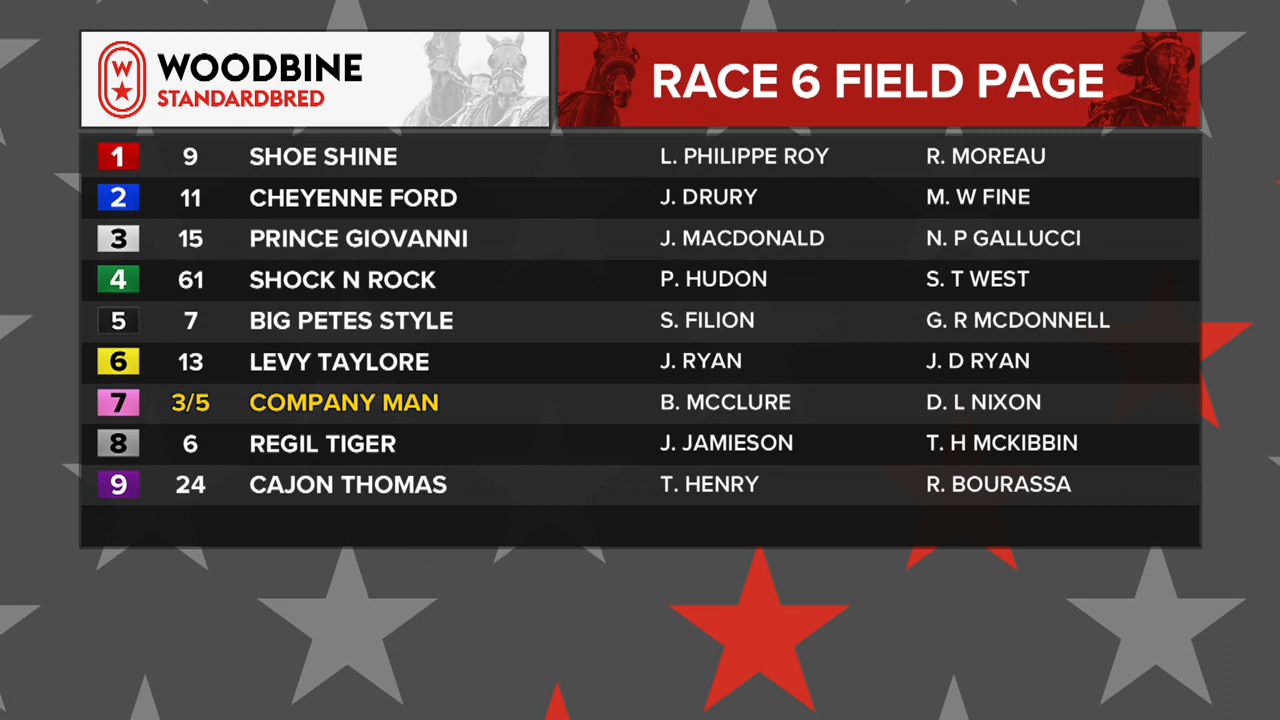 W
WOODBINE
STANDARDBRED
RACE 6 FIELD PAGE
1 9 SHOE SHINE L. PHILIPPE ROY R. MOREAU
2 11 CHEYENNE FORD J. DRURY M. W FINE
3 15 PRINCE GIOVANNI J. MACDONALD N. P GALLUCCI
4 61 SHOCK N ROCK P. HUDON S. T WEST
5 7 BIG PETES STYLE S. FILION G. R MCDONNELL
6 13 LEVY TAYLORE J. RYAN J. D RYAN
7 3/5 COMPANY MAN B. MCCLURE D. L NIXON
8 6 REGIL TIGER J. JAMIESON T. H MCKIBBIN
9 24 CAJON THOMAS T. HENRY R. BOURASSA